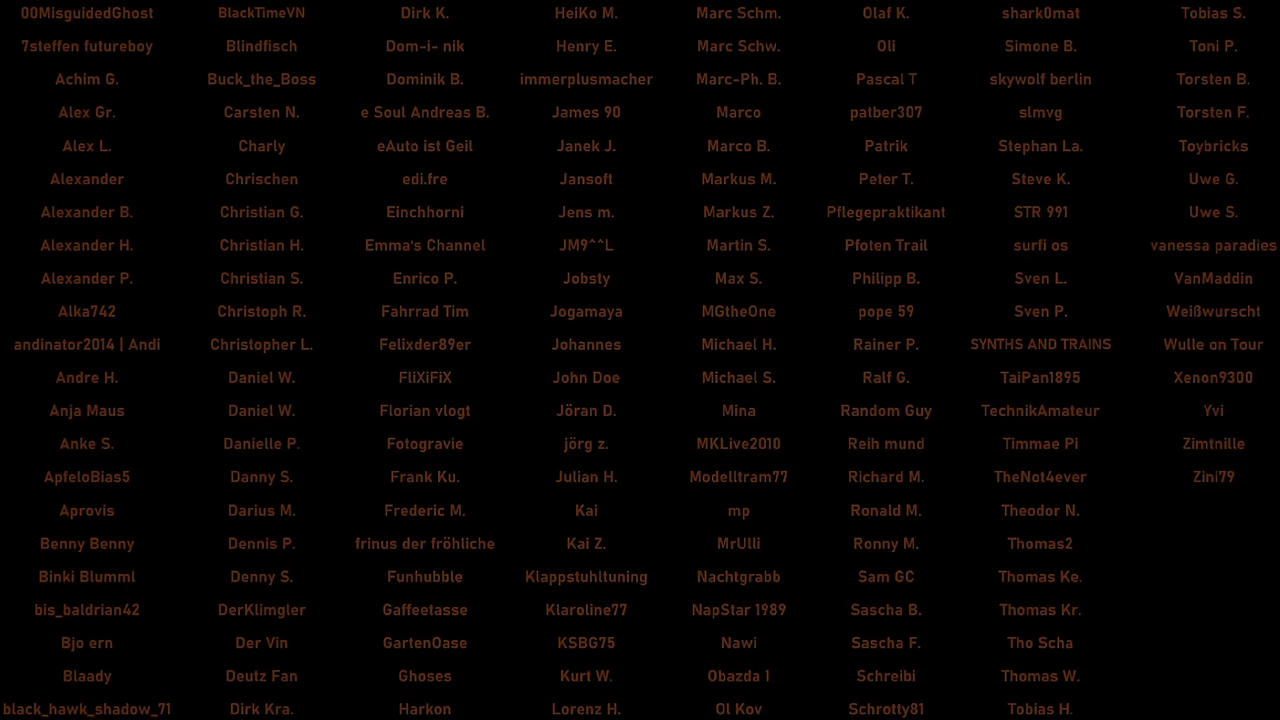 00MisguidedGhost
7steffen futureboy
Achim G.
Alex Gr.
Alex L.
Alexander
Alexander B.
Alexander H.
Alexander P.
Alka742
andinator2014 | Andi
Andre H.
Anja Maus
Anke S.
ApfeloBias5
Aprovis
Benny Benny
Binki Blumml
bis_baldrian42
Bjo ern
Blaady
black_hawk_shadow_71
BlackTimeVN
Blindfisch
Buck_the_Boss
Carsten N.
Charly
Chrischen
Christian G.
Christian H.
Christian S.
Christoph R.
Christopher L.
Daniel W.
Daniel W.
Danielle P.
Danny S.
Darius M.
Dennis P.
Denny S.
DerKlimgler
Der Vin
Deutz Fan
Dirk Kra.
Dirk K.
Dom-i- nik
Dominik B.
e Soul Andreas B.
eAuto ist Geil
edi.fre
Einchhorni
Emma's Channel
Enrico P.
Fahrrad Tim
Felixder89er
FliXiFiX
Florian vlogt
Fotogravie
Frank Ku.
Frederic M.
frinus der fröhliche
Funhubble
Gaffeetasse
GartenOase
Ghoses
Harkon
HeiKo M.
Henry E.
immerplusmacher
James 90
Janek J.
Jansoft
Jens m.
JM9^^L
Jobsty
Jogamaya
Johannes
John Doe
Jöran D.
jörg z.
Julian H.
Kai
Kai Z.
Klappstuhltuning
Klaroline77
KSBG75
Kurt W.
Lorenz H.
Marc Schm.
Marc Schw.
Marc-Ph. B.
Marco
Marco B.
Markus M.
Markus Z.
Martin S.
Max S.
MGtheOne
Michael H.
Michael S.
Mina
MKLive2010
Modelltram77
mp
MrUlli
Nachtgrabb
NapStar 1989
Nawi
Obazda 1
Ol Kov
Olaf K.
Oli
Pascal T
patber307
Patrik
Peter T.
Pflegepraktikant
Pfoten Trail
Philipp B.
pope 59
Rainer P.
Ralf G.
Random Guy
Reih mund
Richard M.
Ronald M.
Ronny M.
Sam GC
Sascha B.
Sascha F.
Schreibi
Schrotty81
shark0mat
Simone B.
skywolf berlin
slmvg
Stephan La.
Steve K.
STR 991
surfi os
Sven L.
Sven P.
SYNTHS AND TRAINS
TaiPan1895
TechnikAmateur
Timmae Pi
TheNot4ever
Theodor N.
Thomas2
Thomas Ke.
Thomas Kr.
Tho Scha
Thomas W.
Tobias H.
Tobias S.
Toni P.
Torsten B.
Torsten F.
Toybricks
Uwe G.
Uwe S.
vanessa paradies
VanMaddin
Weißwurscht
Wulle on Tour
Xenon9300
Yvi
Zimtnille
Zini79